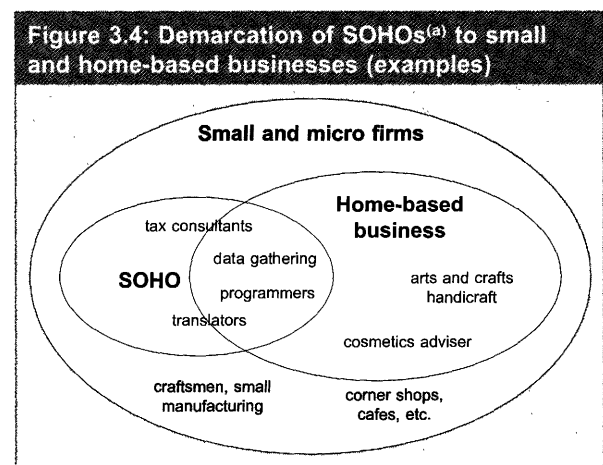 Figure 3.4: Demarcation of SOHOs(a) to small
and home-based businesses (examples)
Small and micro firms
Home-based
business
tax consultants
data gathering
SOHO
arts and crafts
handicraft
programmers
translators
cosmetics adviser
craftsmen, small
manufacturing
corner shops,
cafes, etc.